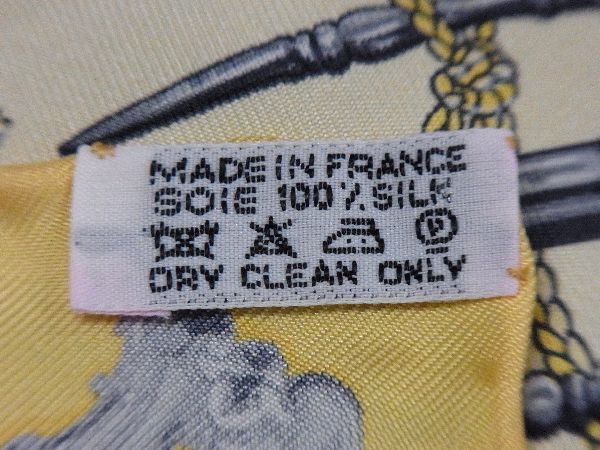 MADE IN FRANCE
SOIE 100% SILK
P
DRY CLEAN ONLY